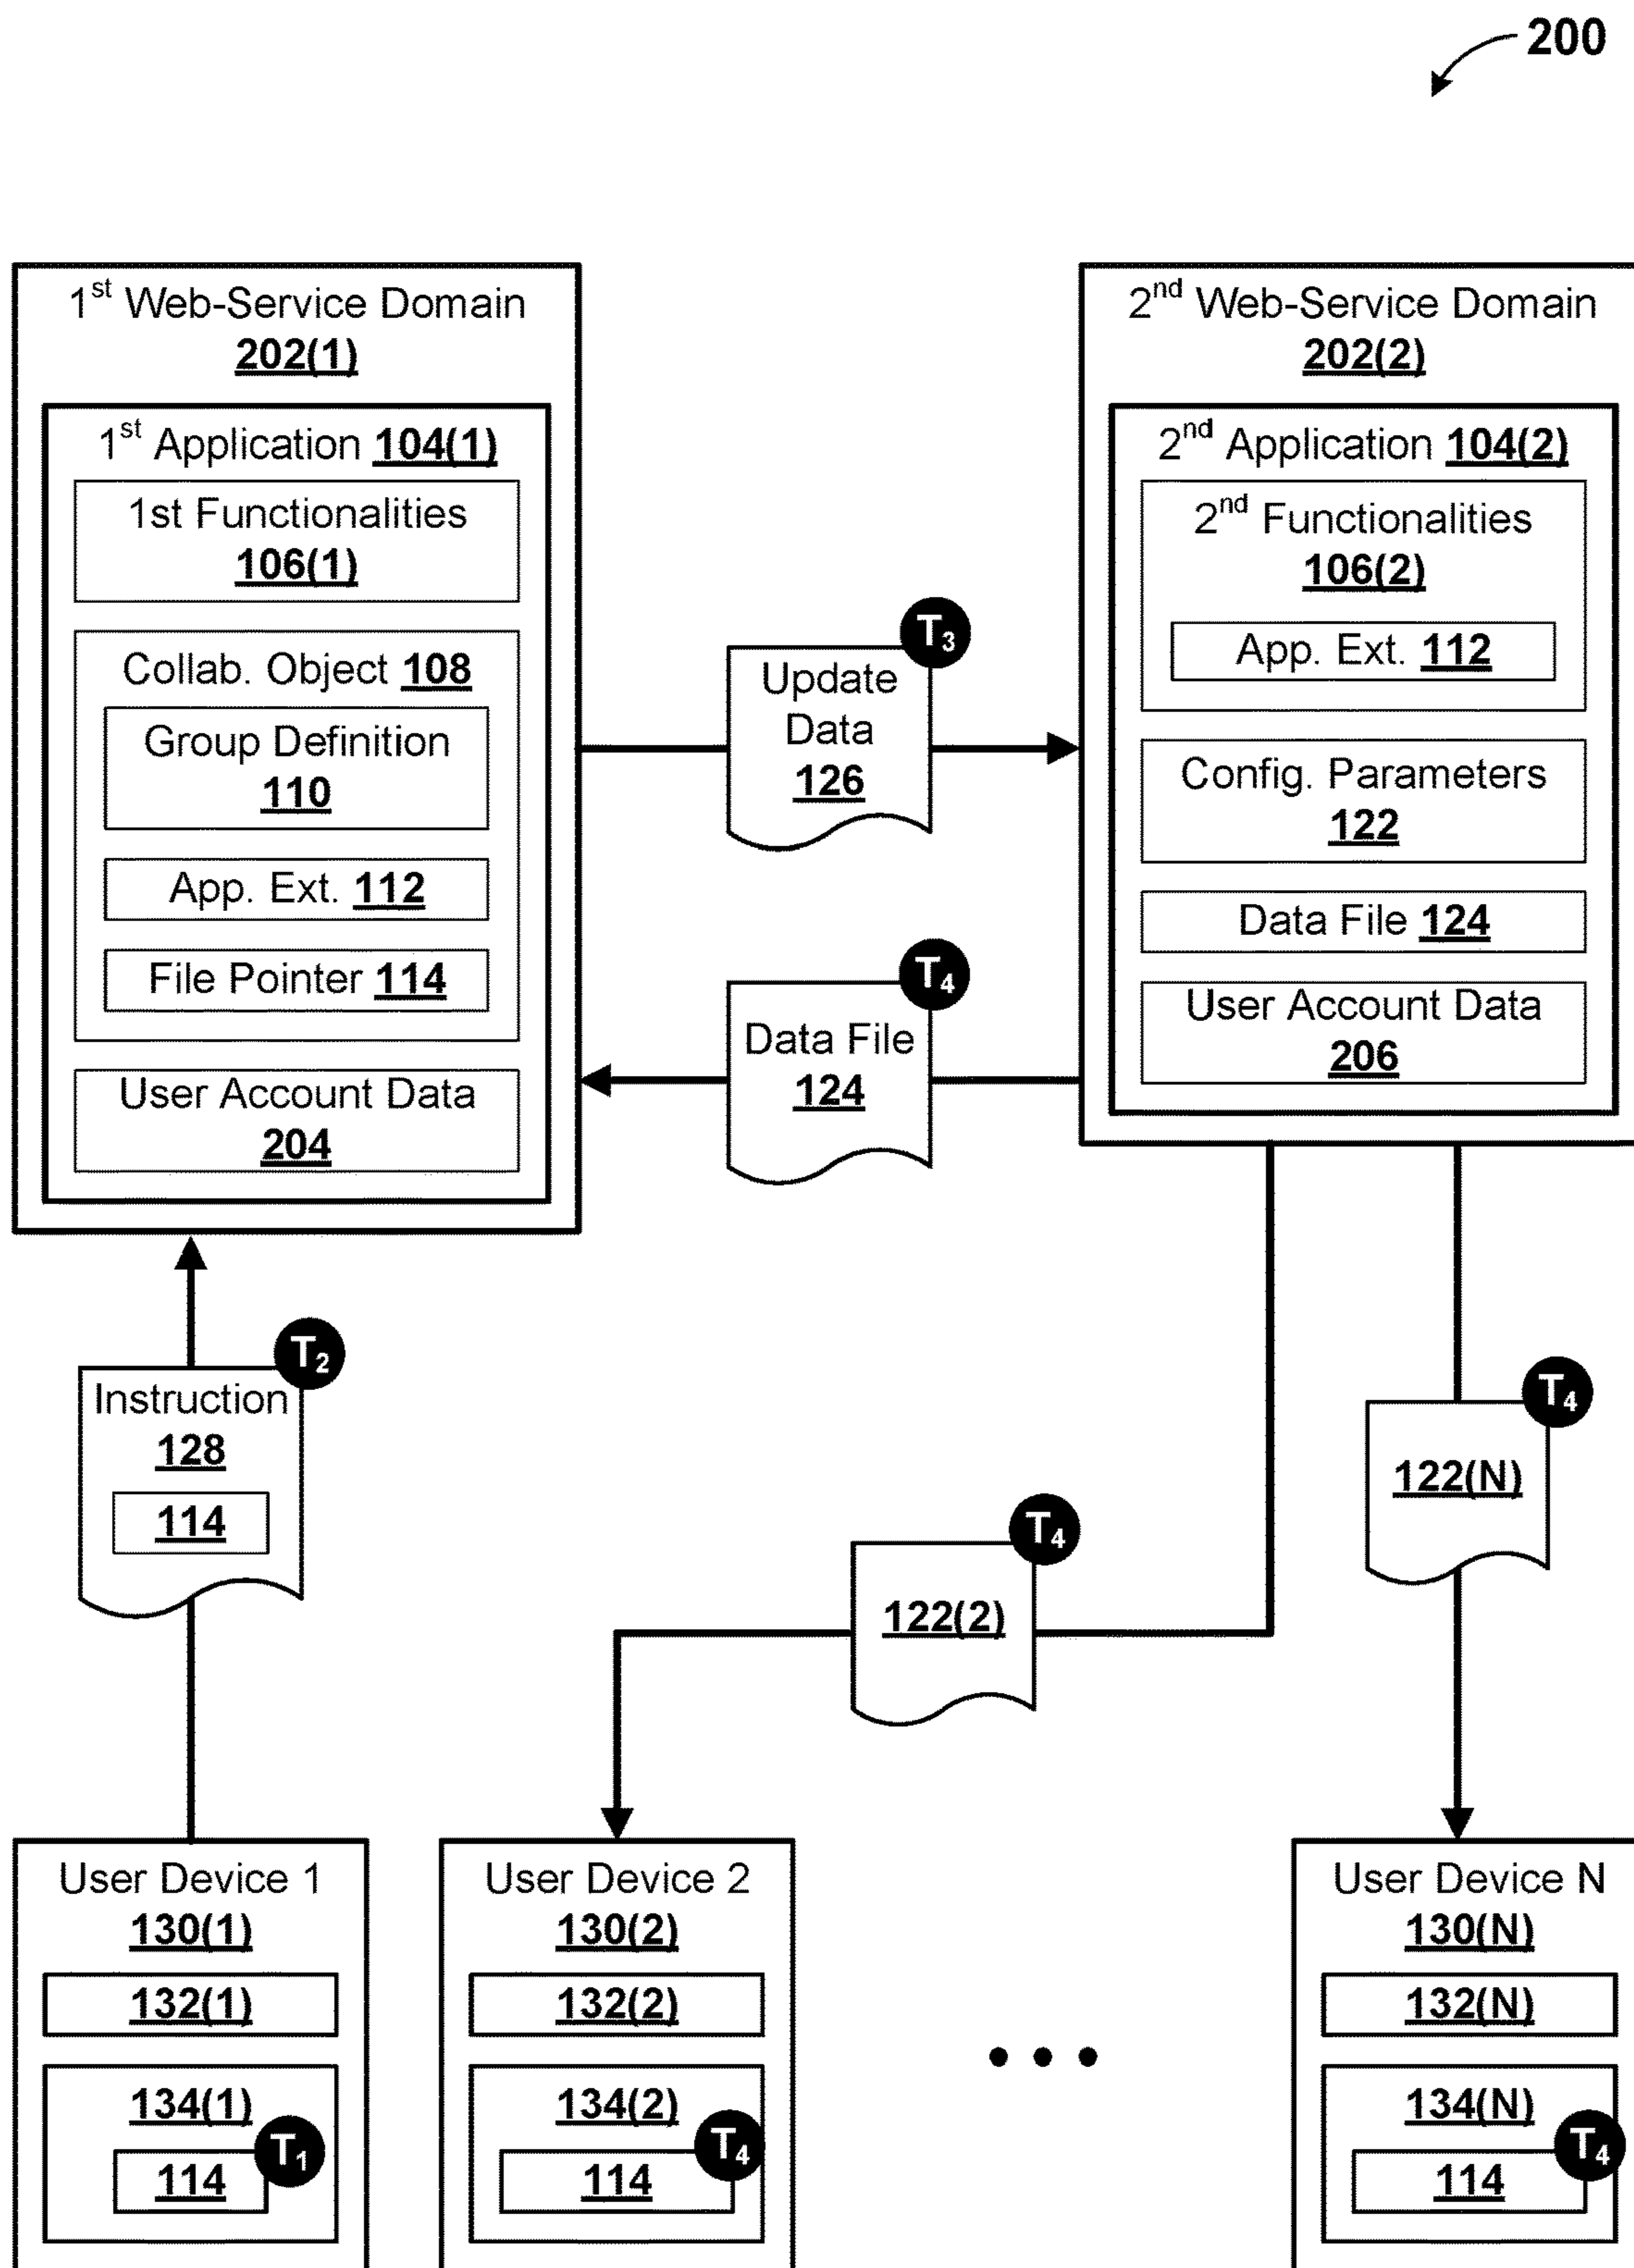 200
1st Web-Service Domain
202(1)
1st Application 104(1)
1st Functionalities
106(1)
Collab. Object 108
Group Definition
110
App. Ext. 112
File Pointer 114
User Account Data
204
T3
Update
Data
126
T4
Data File
124
2nd Web-Service Domain
202(2)
2nd Application 104(2)
2nd Functionalities
106(2)
App. Ext. 112
Config. Parameters
122
Data File 124
User Account Data
206
T2
Instruction
128
114
T4
122(2)
T4
122(N)
User Device 1
130(1)
132(1)
134(1)
T1
114
User Device 2
130(2)
132(2)
134(2)
T4
114
User Device N
130(N)
132(N)
134(N)
T4
114